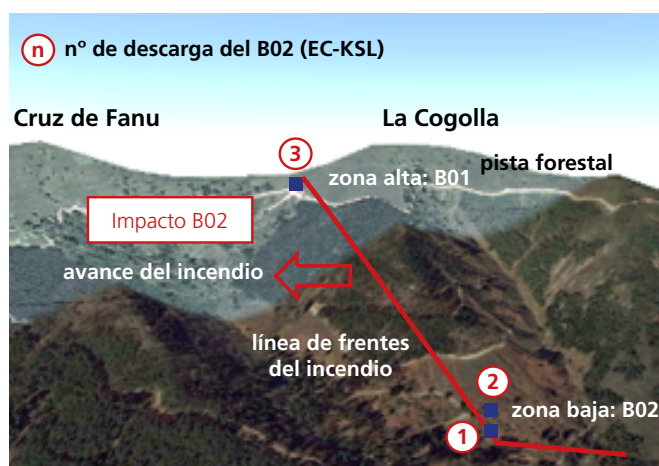 n nº de descarga del B02 (EC-KSL)
Cruz de Fanu
La Cogolla
3
pista forestal
zona alta: B01
Impacto B02
avance del incendio
línea de frentes
del incendio
2
zona baja: B02
1